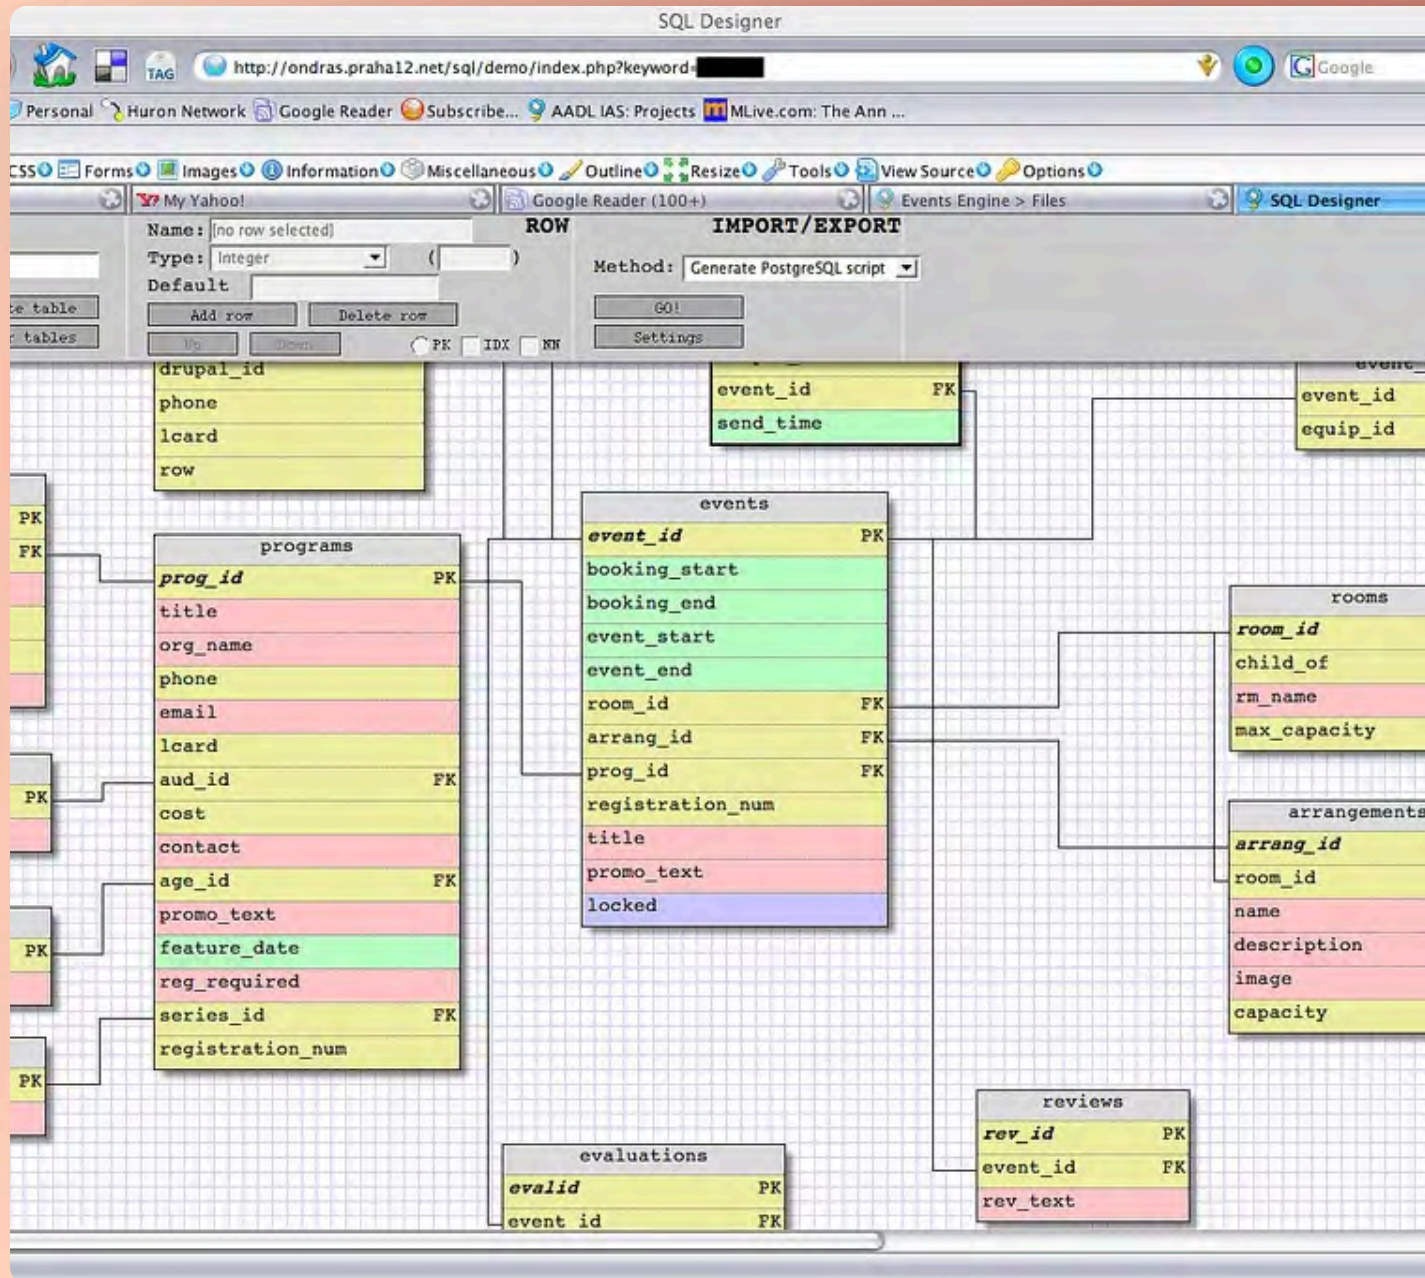 SQL Designer
TAG
http://ondras.praha12.net/sql/demo/index.php?keyword=
Google
Personal Huron Network Google Reader Subscribe... AADL IAS: Projects MLive.com: The Ann ...
CSS Forms Images Information Miscellaneous Outline Resize Tools View Source Options
My Yahoo! Google Reader (100+) Events Engine > Files SQL Designer
Name: [no row selected] ROW IMPORT/EXPORT
Type: Integer ( )
Method: Generate PostgreSQL script
Default
te table Add row Delete row GO!
r tables Up Down PK IDX NN Settings
drupal_id
phone
lcard
row
event_id FK
send_time
event_
event_id
equip_id
PK
FK
programs
prog_id PK
title
org_name
phone
email
lcard
aud_id FK
cost
contact
age_id FK
promo_text
feature_date
reg_required
series_id FK
registration_num
PK
PK
PK
events
event_id PK
booking_start
booking_end
event_start
event_end
room_id FK
arrang_id FK
prog_id FK
registration_num
title
promo_text
locked
rooms
room_id
child_of
rm_name
max_capacity
arrangements
arrang_id
room_id
name
description
image
capacity
reviews
rev_id PK
event_id FK
rev_text
evaluations
evalid PK
event_id FK